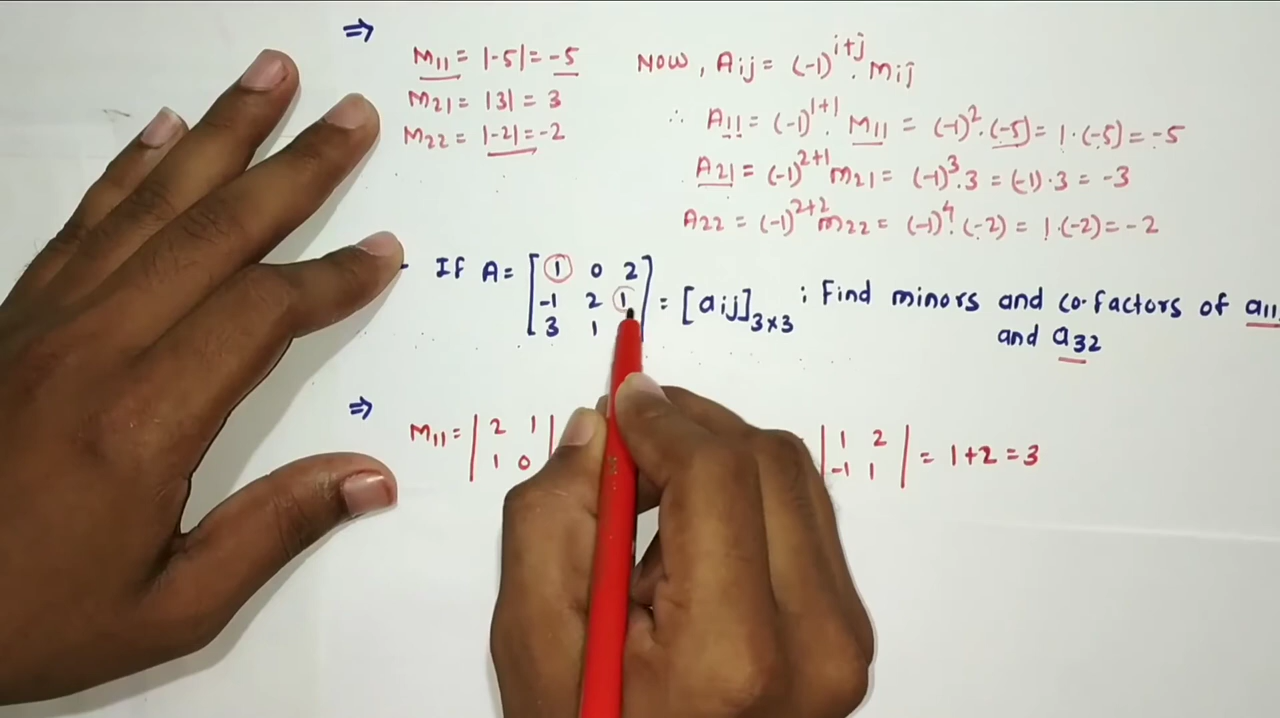 ⇒
M11 = |-5| = -5
M21 = |3| = 3
M22 = |-2| = -2
Now, Aij = (-1)^i+j . Mij
∴ A11 = (-1)^1+1 . M11 = (-1)^2 . (-5) = 1 . (-5) = -5
A21 = (-1)^2+1 M21 = (-1)^3 . 3 = (-1) . 3 = -3
A22 = (-1)^2+2 M22 = (-1)^4 . (-2) = 1 . (-2) = -2
If A = [ 1 0 2
-1 2 1
3 1 ] = [aij]3×3 ; Find minors and co-factors of a11,
and a32
⇒ M11 = | 2 1
1 0 |
| 1 2
-1 1 | = 1+2 = 3